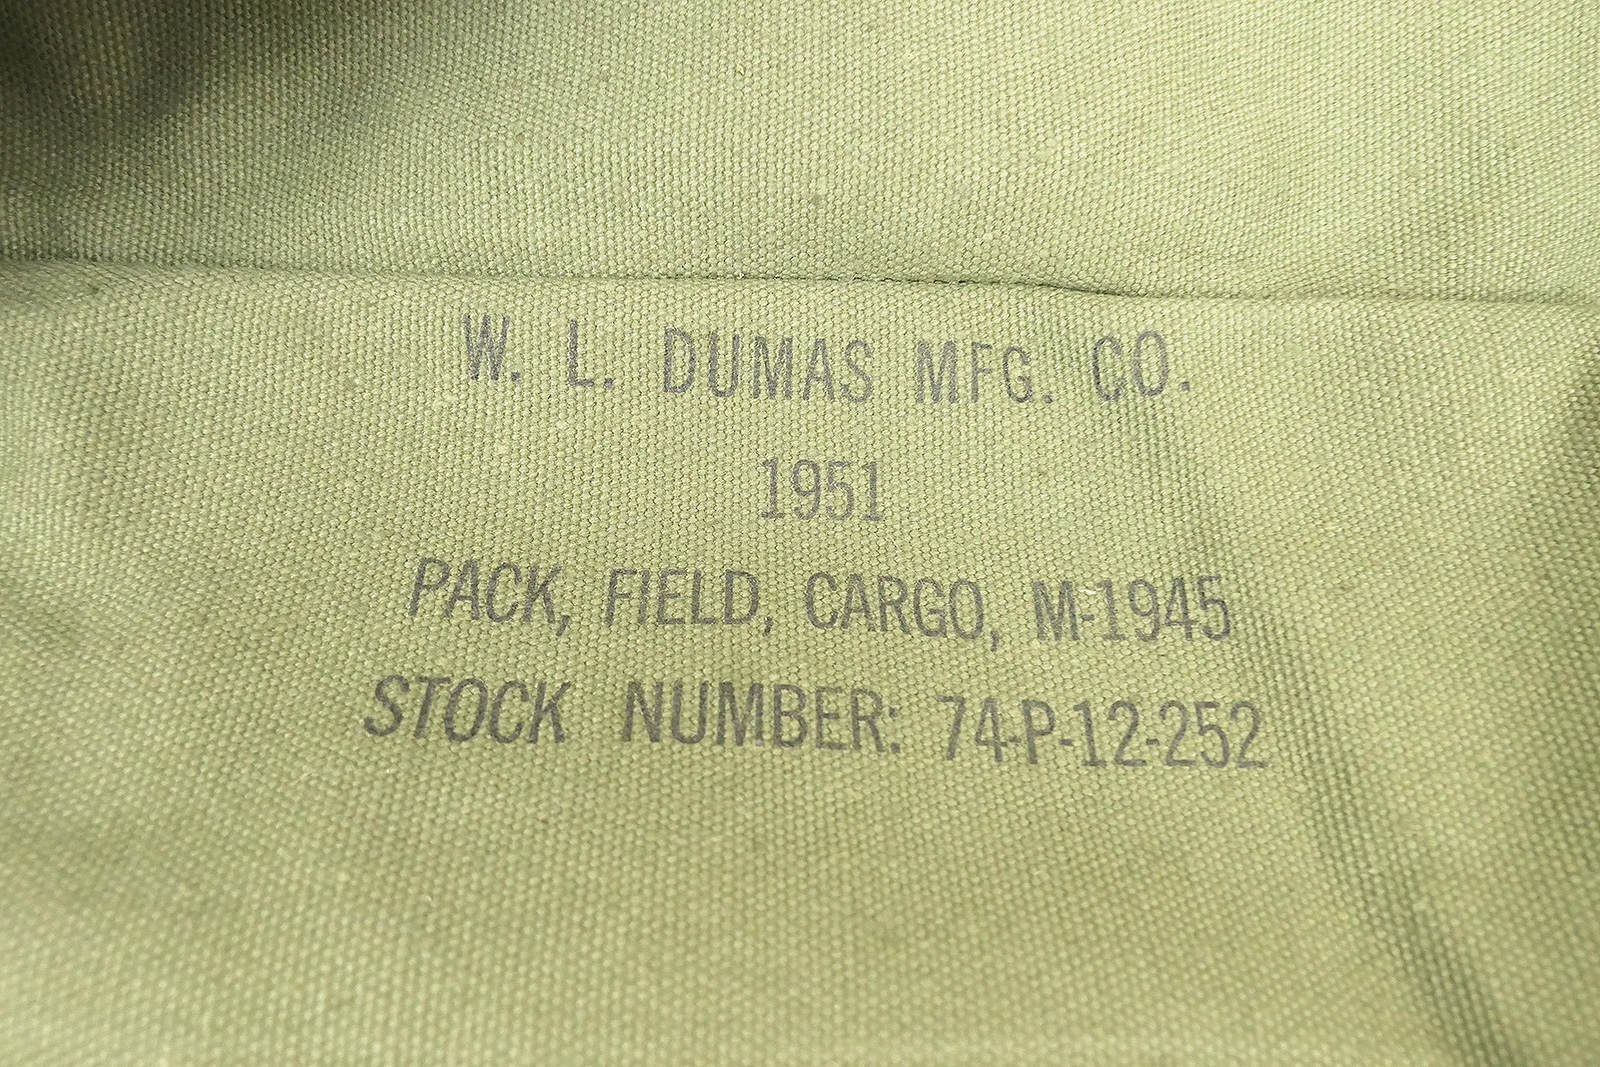 W. L. DUMAS MFG. CO.
1951
PACK, FIELD, CARGO, M-1945
STOCK NUMBER: 74-P-12-252